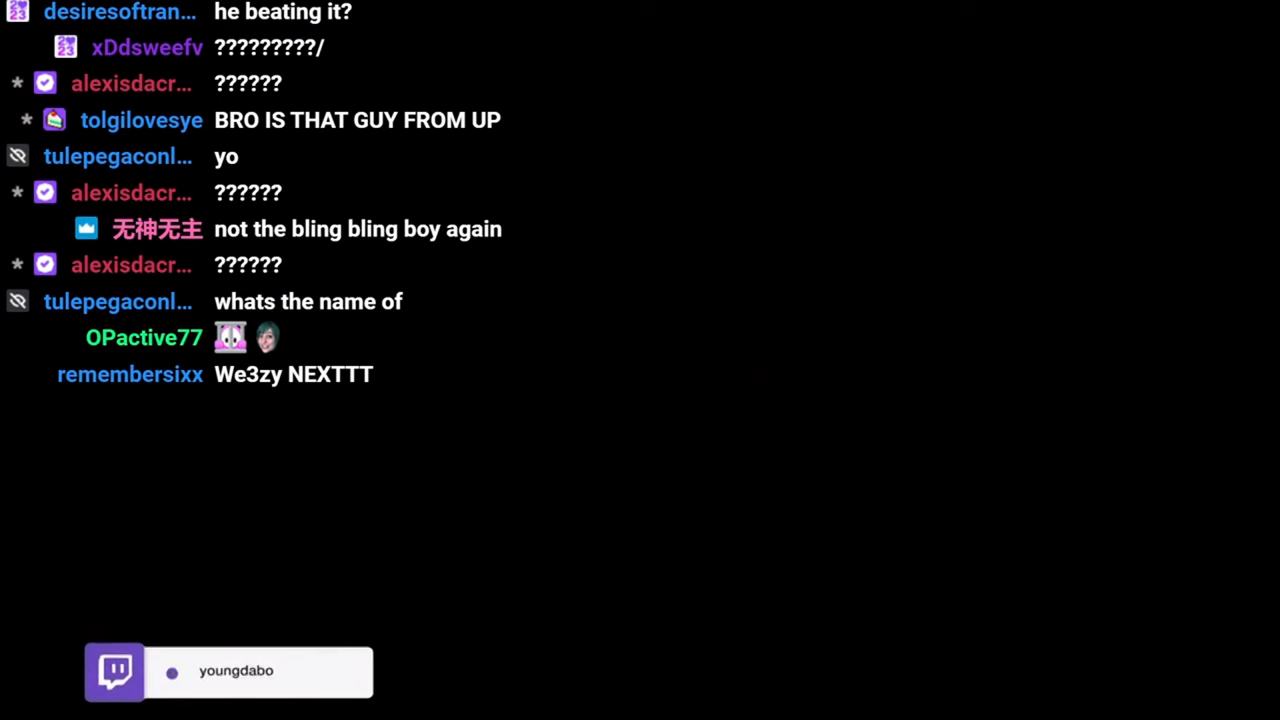 desiresoftran... he beating it?
xDdsweefv ?????????/
* alexisdacr... ??????
* tolgilovesye BRO IS THAT GUY FROM UP
tulepegaconl... yo
* alexisdacr... ??????
无神无主 not the bling bling boy again
* alexisdacr... ??????
tulepegaconl... whats the name of
OPactive77
remembersixx We3zy NEXTTT
youngdabo